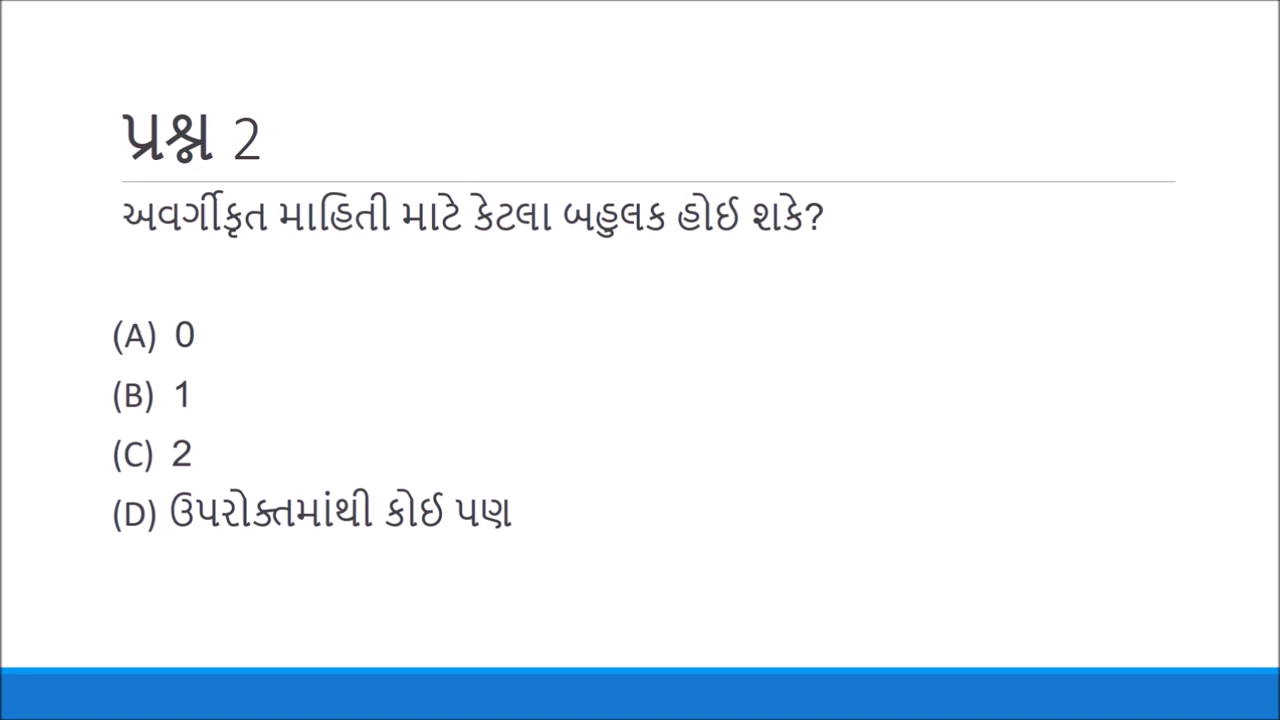 પ્રશ્ન 2
અવર્ગીકૃત માહિતી માટે કેટલા બહુલક હોઈ શકે?
(A) 0
(B) 1
(C) 2
(D) ઉપરોક્તમાંથી કોઈ પણ